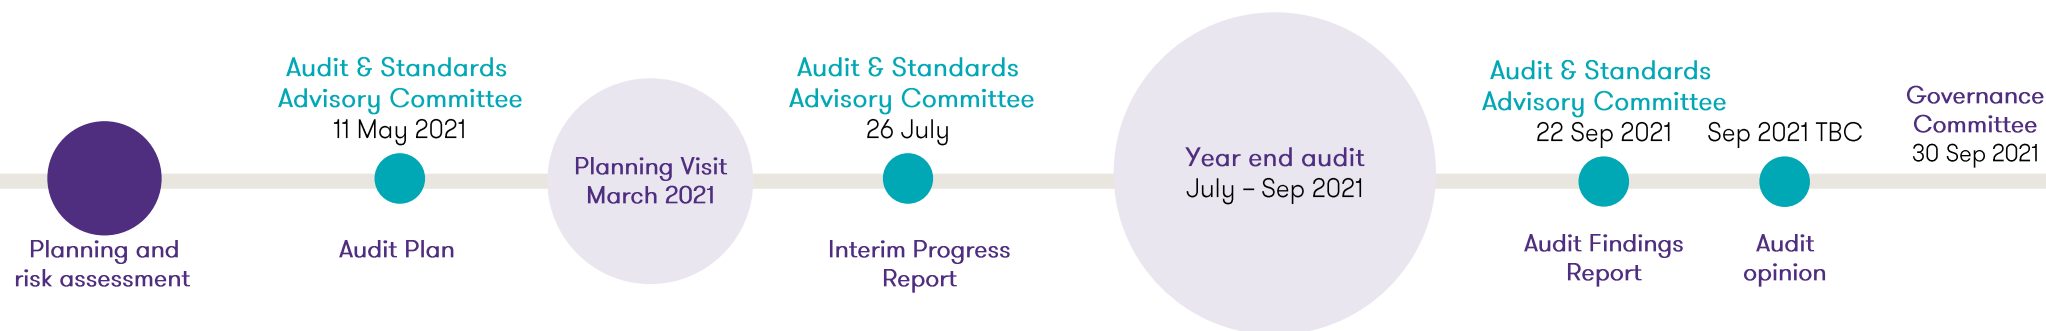 Planning and
risk assessment
Audit & Standards
Advisory Committee
11 May 2021
Audit Plan
Planning Visit
March 2021
Audit & Standards
Advisory Committee
26 July
Interim Progress
Report
Year end audit
July – Sep 2021
Audit & Standards
Advisory Committee
22 Sep 2021
Audit Findings
Report
Sep 2021 TBC
Audit
opinion
Governance
Committee
30 Sep 2021